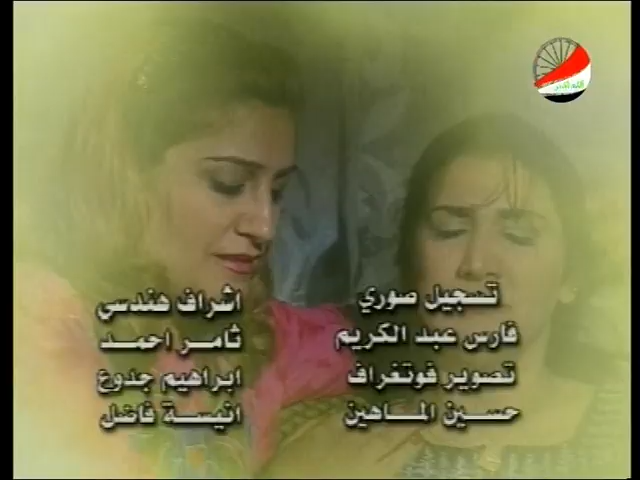 تسجيل صوري
فارس عبد الكريم
تصوير فوتغراف
حسين الماهين
اشراف هندسي
ثامر احمد
ابراهيم جدوع
انيسة فاضل